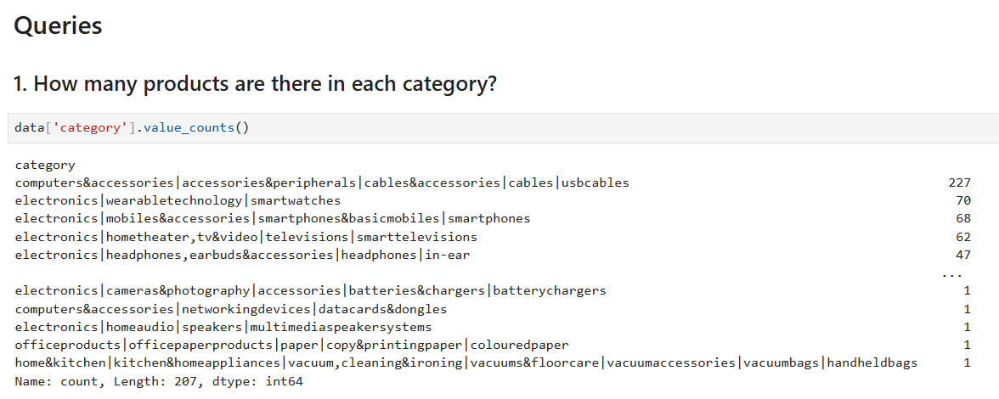 Queries
1. How many products are there in each category?
data['category'].value_counts()
category
computers&accessories|accessories&peripherals|cables&accessories|cables|usbcables 227
electronics|wearabletechnology|smartwatches 70
electronics|mobiles&accessories|smartphones&basicmobiles|smartphones 68
electronics|hometheater,tv&video|televisions|smarttelevisions 62
electronics|headphones,earbuds&accessories|headphones|in-ear 47
...
electronics|cameras&photography|accessories|batteries&chargers|batterychargers 1
computers&accessories|networkingdevices|datacards&dongles 1
electronics|homeaudio|speakers|multimediaspeakersystems 1
officeproducts|officepaperproducts|paper|copy&printingpaper|colouredpaper 1
home&kitchen|kitchen&homeappliances|vacuum,cleaning&ironing|vacuums&floorcare|vacuumaccessories|vacuumbags|handheldbags 1
Name: count, Length: 207, dtype: int64